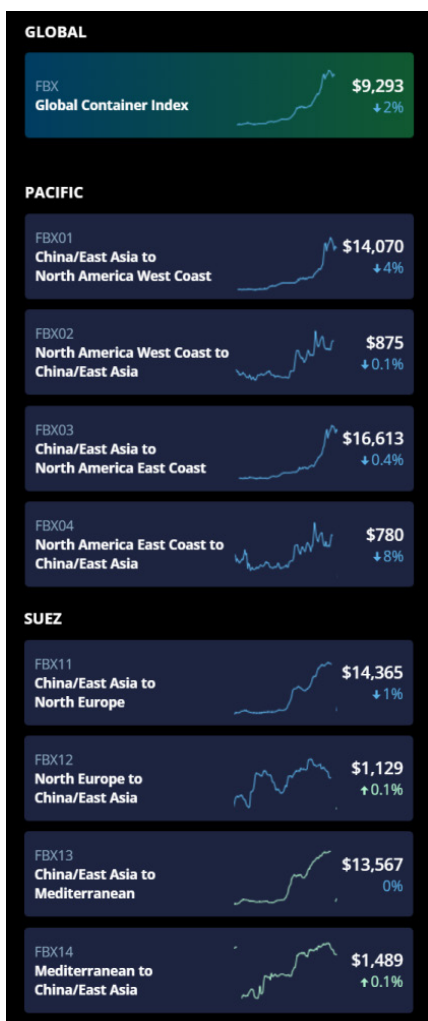 GLOBAL
FBX
Global Container Index
$9,293
↓2%
PACIFIC
FBX01
China/East Asia to
North America West Coast
$14,070
↓4%
FBX02
North America West Coast to
China/East Asia
$875
↓0.1%
FBX03
China/East Asia to
North America East Coast
$16,613
↓0.4%
FBX04
North America East Coast to
China/East Asia
$780
↓8%
SUEZ
FBX11
China/East Asia to
North Europe
$14,365
↓1%
FBX12
North Europe to
China/East Asia
$1,129
↑0.1%
FBX13
China/East Asia to
Mediterranean
$13,567
0%
FBX14
Mediterranean to
China/East Asia
$1,489
↑0.1%